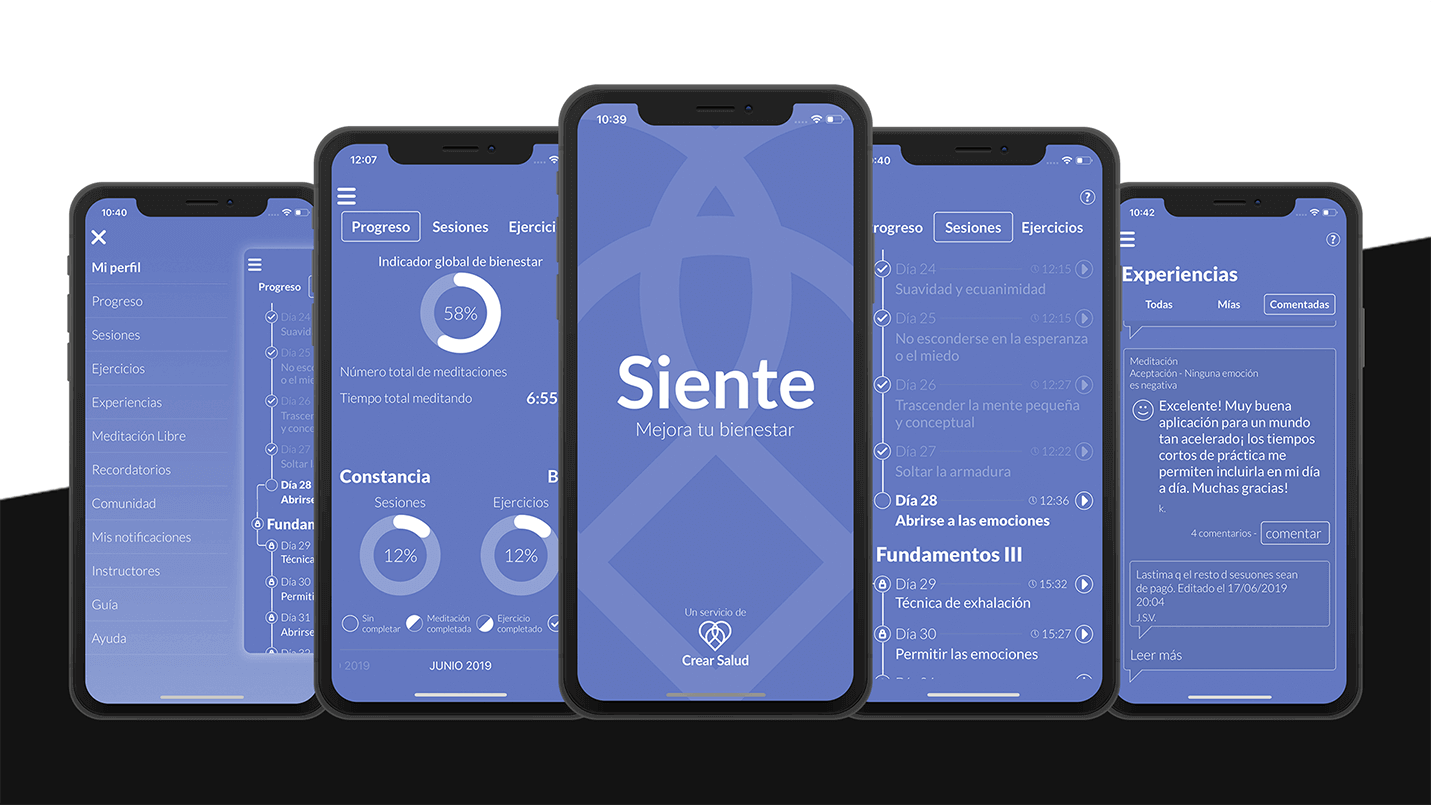 10:40
Mi perfil
Progreso
Sesiones
Ejercicios
Experiencias
Meditación Libre
Recordatorios
Comunidad
Mis notificaciones
Instructores
Guía
Ayuda
Progreso
Día 24
Suavid
Día 25
No esco
o el mi
Día 26
Trascen
y conce
Día 27
Soltar l
Día 28
Abrirse
Fundam
Día 29
Técnica
Día 30
Permiti
Día 31
Abrirse
Día 32
12:07
Progreso Sesiones Ejercici
Indicador global de bienestar
58%
Número total de meditaciones
Tiempo total meditando 6:55
Constancia B
Sesiones Ejercicios
12% 12%
Sin
completar
Meditación
completada
Ejercicio
completado
2019 JUNIO 2019
10:39
Siente
Mejora tu bienestar
Un servicio de
Crear Salud
:40
?
rogreso Sesiones Ejercicios
Día 24 12:15
Suavidad y ecuanimidad
Día 25 12:15
No esconderse en la esperanza
o el miedo
Día 26 12:27
Trascender la mente pequeña
y conceptual
Día 27 12:22
Soltar la armadura
Día 28 12:36
Abrirse a las emociones
Fundamentos III
Día 29 15:32
Técnica de exhalación
Día 30 15:27
Permitir las emociones
10:42
?
Experiencias
Todas Mías Comentadas
Meditación
Aceptación - Ninguna emoción
es negativa
Excelente! Muy buena
aplicación para un mundo
tan acelerado¡ los tiempos
cortos de práctica me
permiten incluirla en mi día
a día. Muchas gracias!
k.
4 comentarios - comentar
Lastima q el resto d sesuones sean
de pagó. Editado el 17/06/2019
20:04
J.S.V.
Leer más